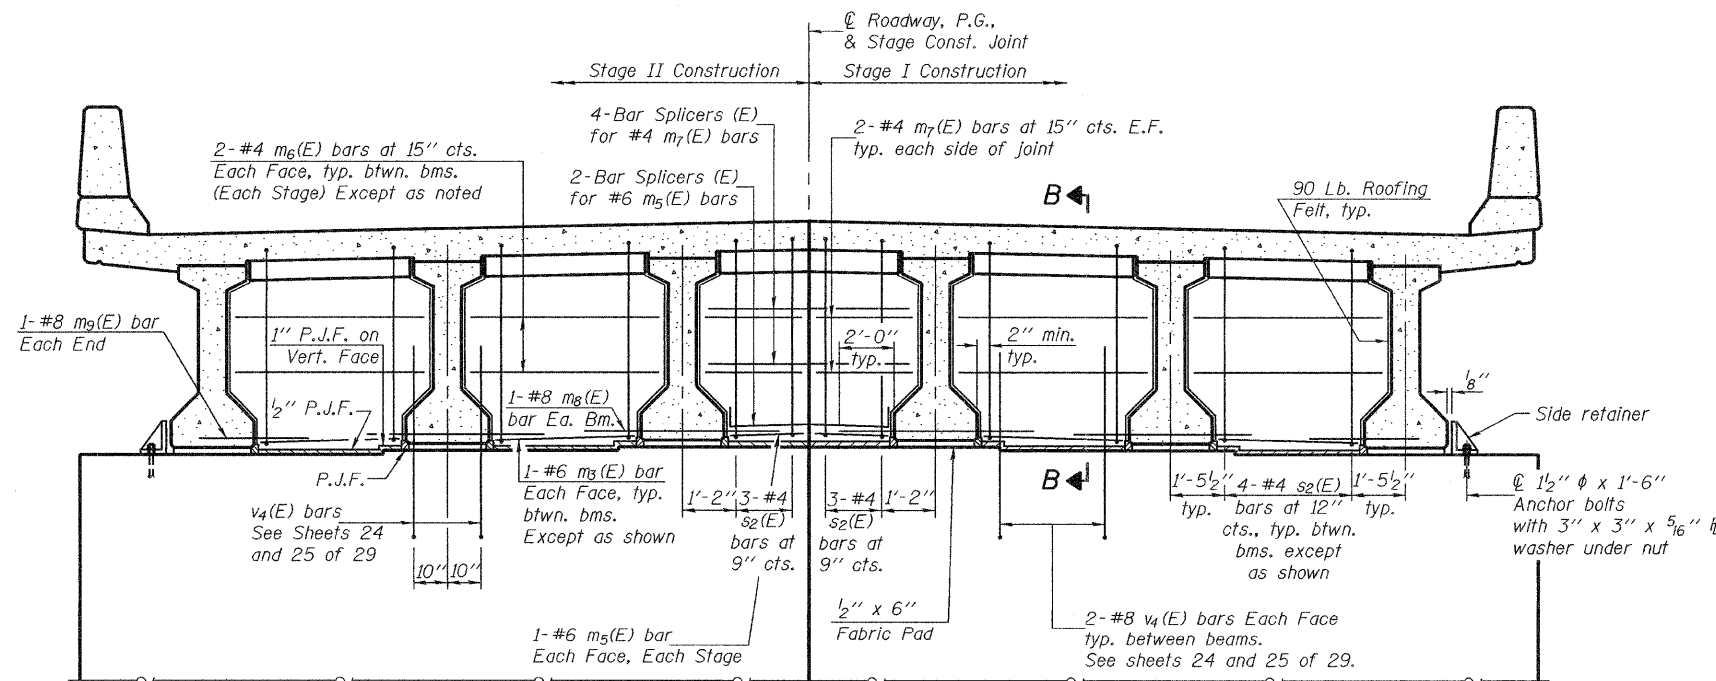 ℄ Roadway, P.G.,
& Stage Const. Joint
Stage II Construction
Stage I Construction
4-Bar Splicers (E)
for #4 m7(E) bars
2-#4 m7(E) bars at 15" cts. E.F.
typ. each side of joint
2-#4 m6(E) bars at 15" cts.
Each Face, typ. btwn. bms.
(Each Stage) Except as noted
2-Bar Splicers (E)
for #6 m5(E) bars
B
90 Lb. Roofing
Felt, typ.
1-#8 m9(E) bar
Each End
1" P.J.F. on
Vert. Face
2'-0"
typ.
2" min.
typ.
1/8"
1/2" P.J.F.
1-#8 m8(E)
bar Ea. Bm.
Side retainer
P.J.F.
1-#6 m3(E) bar
Each Face, typ.
btwn. bms.
Except as shown
v4(E) bars
See Sheets 24
and 25 of 29
10"
10"
1'-2"
3-#4
s2(E)
bars at
9" cts.
3-#4
s2(E)
bars at
9" cts.
1'-2"
B
1'-5 1/2"
typ.
4-#4 s2(E)
bars at 12"
cts., typ. btwn.
bms. except
as shown
1'-5 1/2"
typ.
℄ 1 1/2" φ x 1'-6"
Anchor bolts
with 3" x 3" x 5/16" ℄
washer under nut
1/2" x 6"
Fabric Pad
1-#6 m5(E) bar
Each Face, Each Stage
2-#8 v4(E) bars Each Face
typ. between beams.
See sheets 24 and 25 of 29.